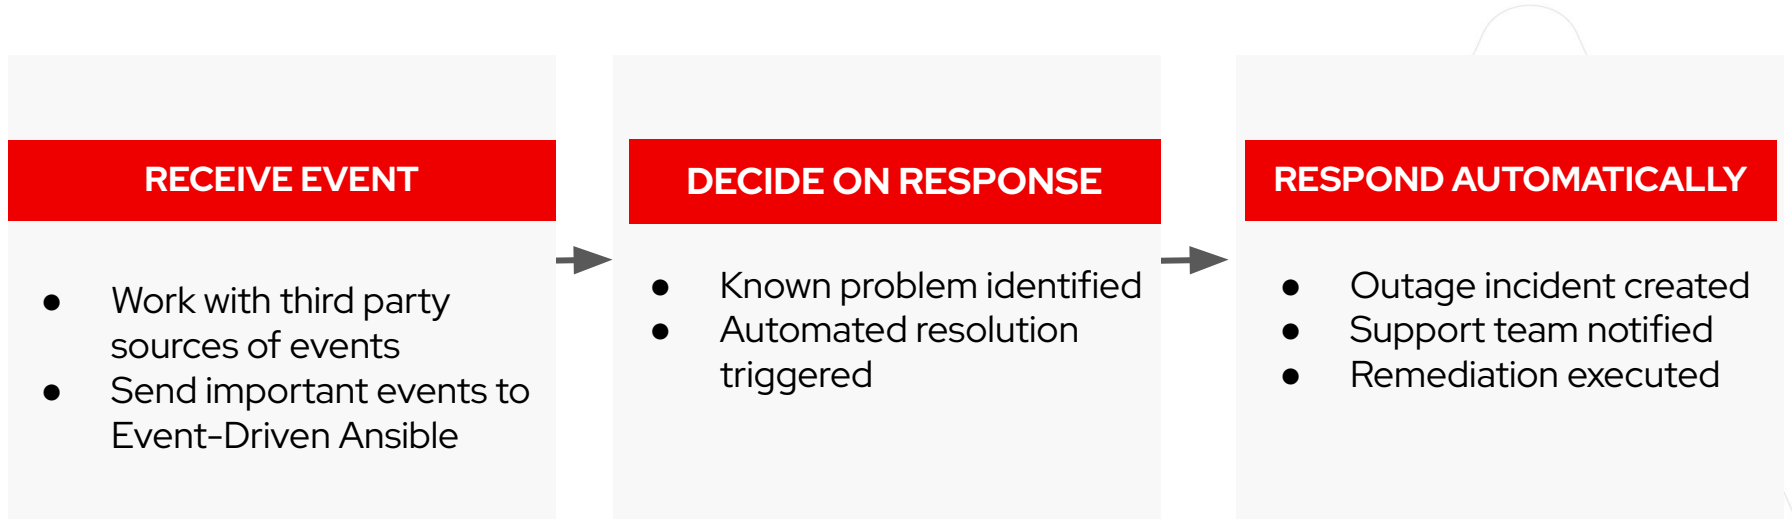 RECEIVE EVENT
● Work with third party
sources of events
● Send important events to
Event-Driven Ansible
DECIDE ON RESPONSE
● Known problem identified
● Automated resolution
triggered
RESPOND AUTOMATICALLY
● Outage incident created
● Support team notified
● Remediation executed